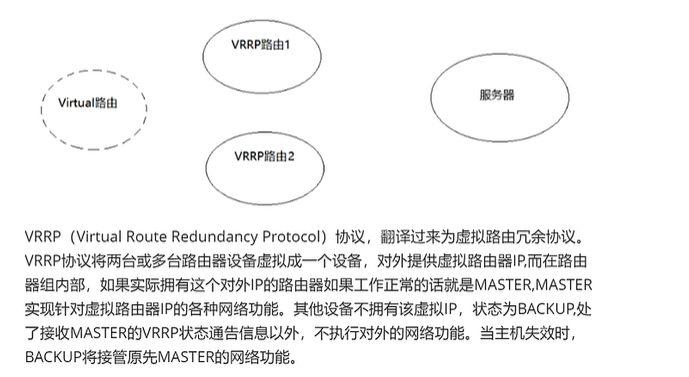 VRRP路由1
Virtual路由
服务器
VRRP路由2
VRRP（Virtual Route Redundancy Protocol）协议，翻译过来为虚拟路由冗余协议。
VRRP协议将两台或多台路由器设备虚拟成一个设备，对外提供虚拟路由器IP,而在路由
器组内部，如果实际拥有这个对外IP的路由器如果工作正常的话就是MASTER,MASTER
实现针对虚拟路由器IP的各种网络功能。其他设备不拥有该虚拟IP，状态为BACKUP,处
了接收MASTER的VRRP状态通告信息以外，不执行对外的网络功能。当主机失效时，
BACKUP将接管原先MASTER的网络功能。